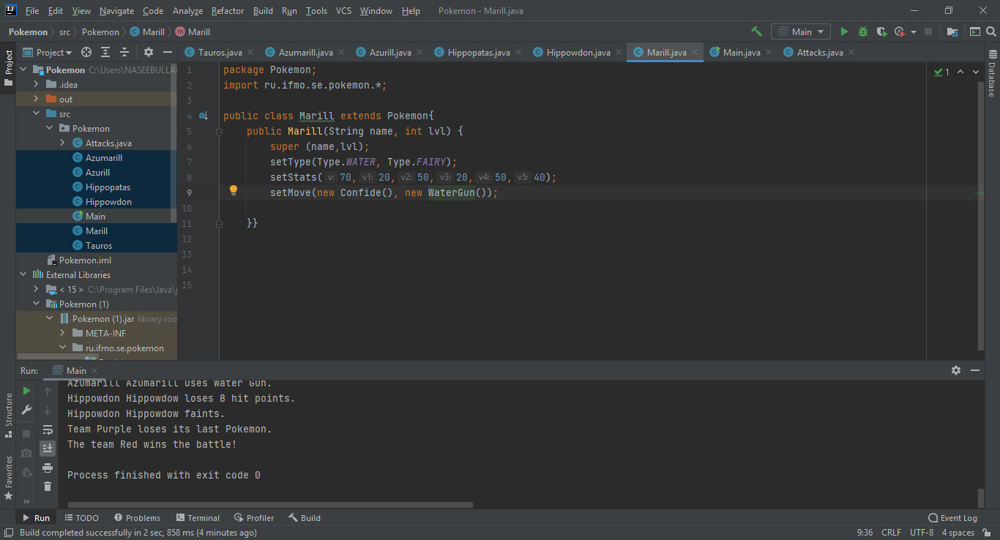 File Edit View Navigate Code Analyze Refactor Build Run Tools VCS Window Help Pokemon - Marill.java
Pokemon src Pokemon Marill Marill
Main
Project
Tauros.java Azumarill.java Azurill.java Hippopatas.java Hippowdon.java Marill.java Main.java Attacks.java
Project
Pokemon C:\Users\NASEEBULLA
.idea
out
src
Pokemon
Attacks.java
Azumarill
Azurill
Hippopatas
Hippowdon
Main
Marill
Tauros
Pokemon.iml
External Libraries
< 15 > C:\Program Files\Java\j
Pokemon (1)
Pokemon (1).jar library roo
META-INF
ru.ifmo.se.pokemon
1 package Pokemon;
2 import ru.ifmo.se.pokemon.*;
3
4 public class Marill extends Pokemon{
5 public Marill(String name, int lvl) {
6 super (name,lvl);
7 setType(Type.WATER, Type.FAIRY);
8 setStats( v: 70, v1: 20, v2: 50, v3: 20, v4: 50, v5: 40);
9 setMove(new Confide(), new WaterGun());
10
11 }}
12
13
14
15
1
Database
Run: Main
Azumarill Azumarill uses Water Gun.
Hippowdon Hippowdow loses 8 hit points.
Hippowdon Hippowdow faints.
Team Purple loses its last Pokemon.
The team Red wins the battle!
Process finished with exit code 0
Structure
Favorites
Run TODO Problems Terminal Profiler Build Event Log
Build completed successfully in 2 sec, 858 ms (4 minutes ago) 9:36 CRLF UTF-8 4 spaces